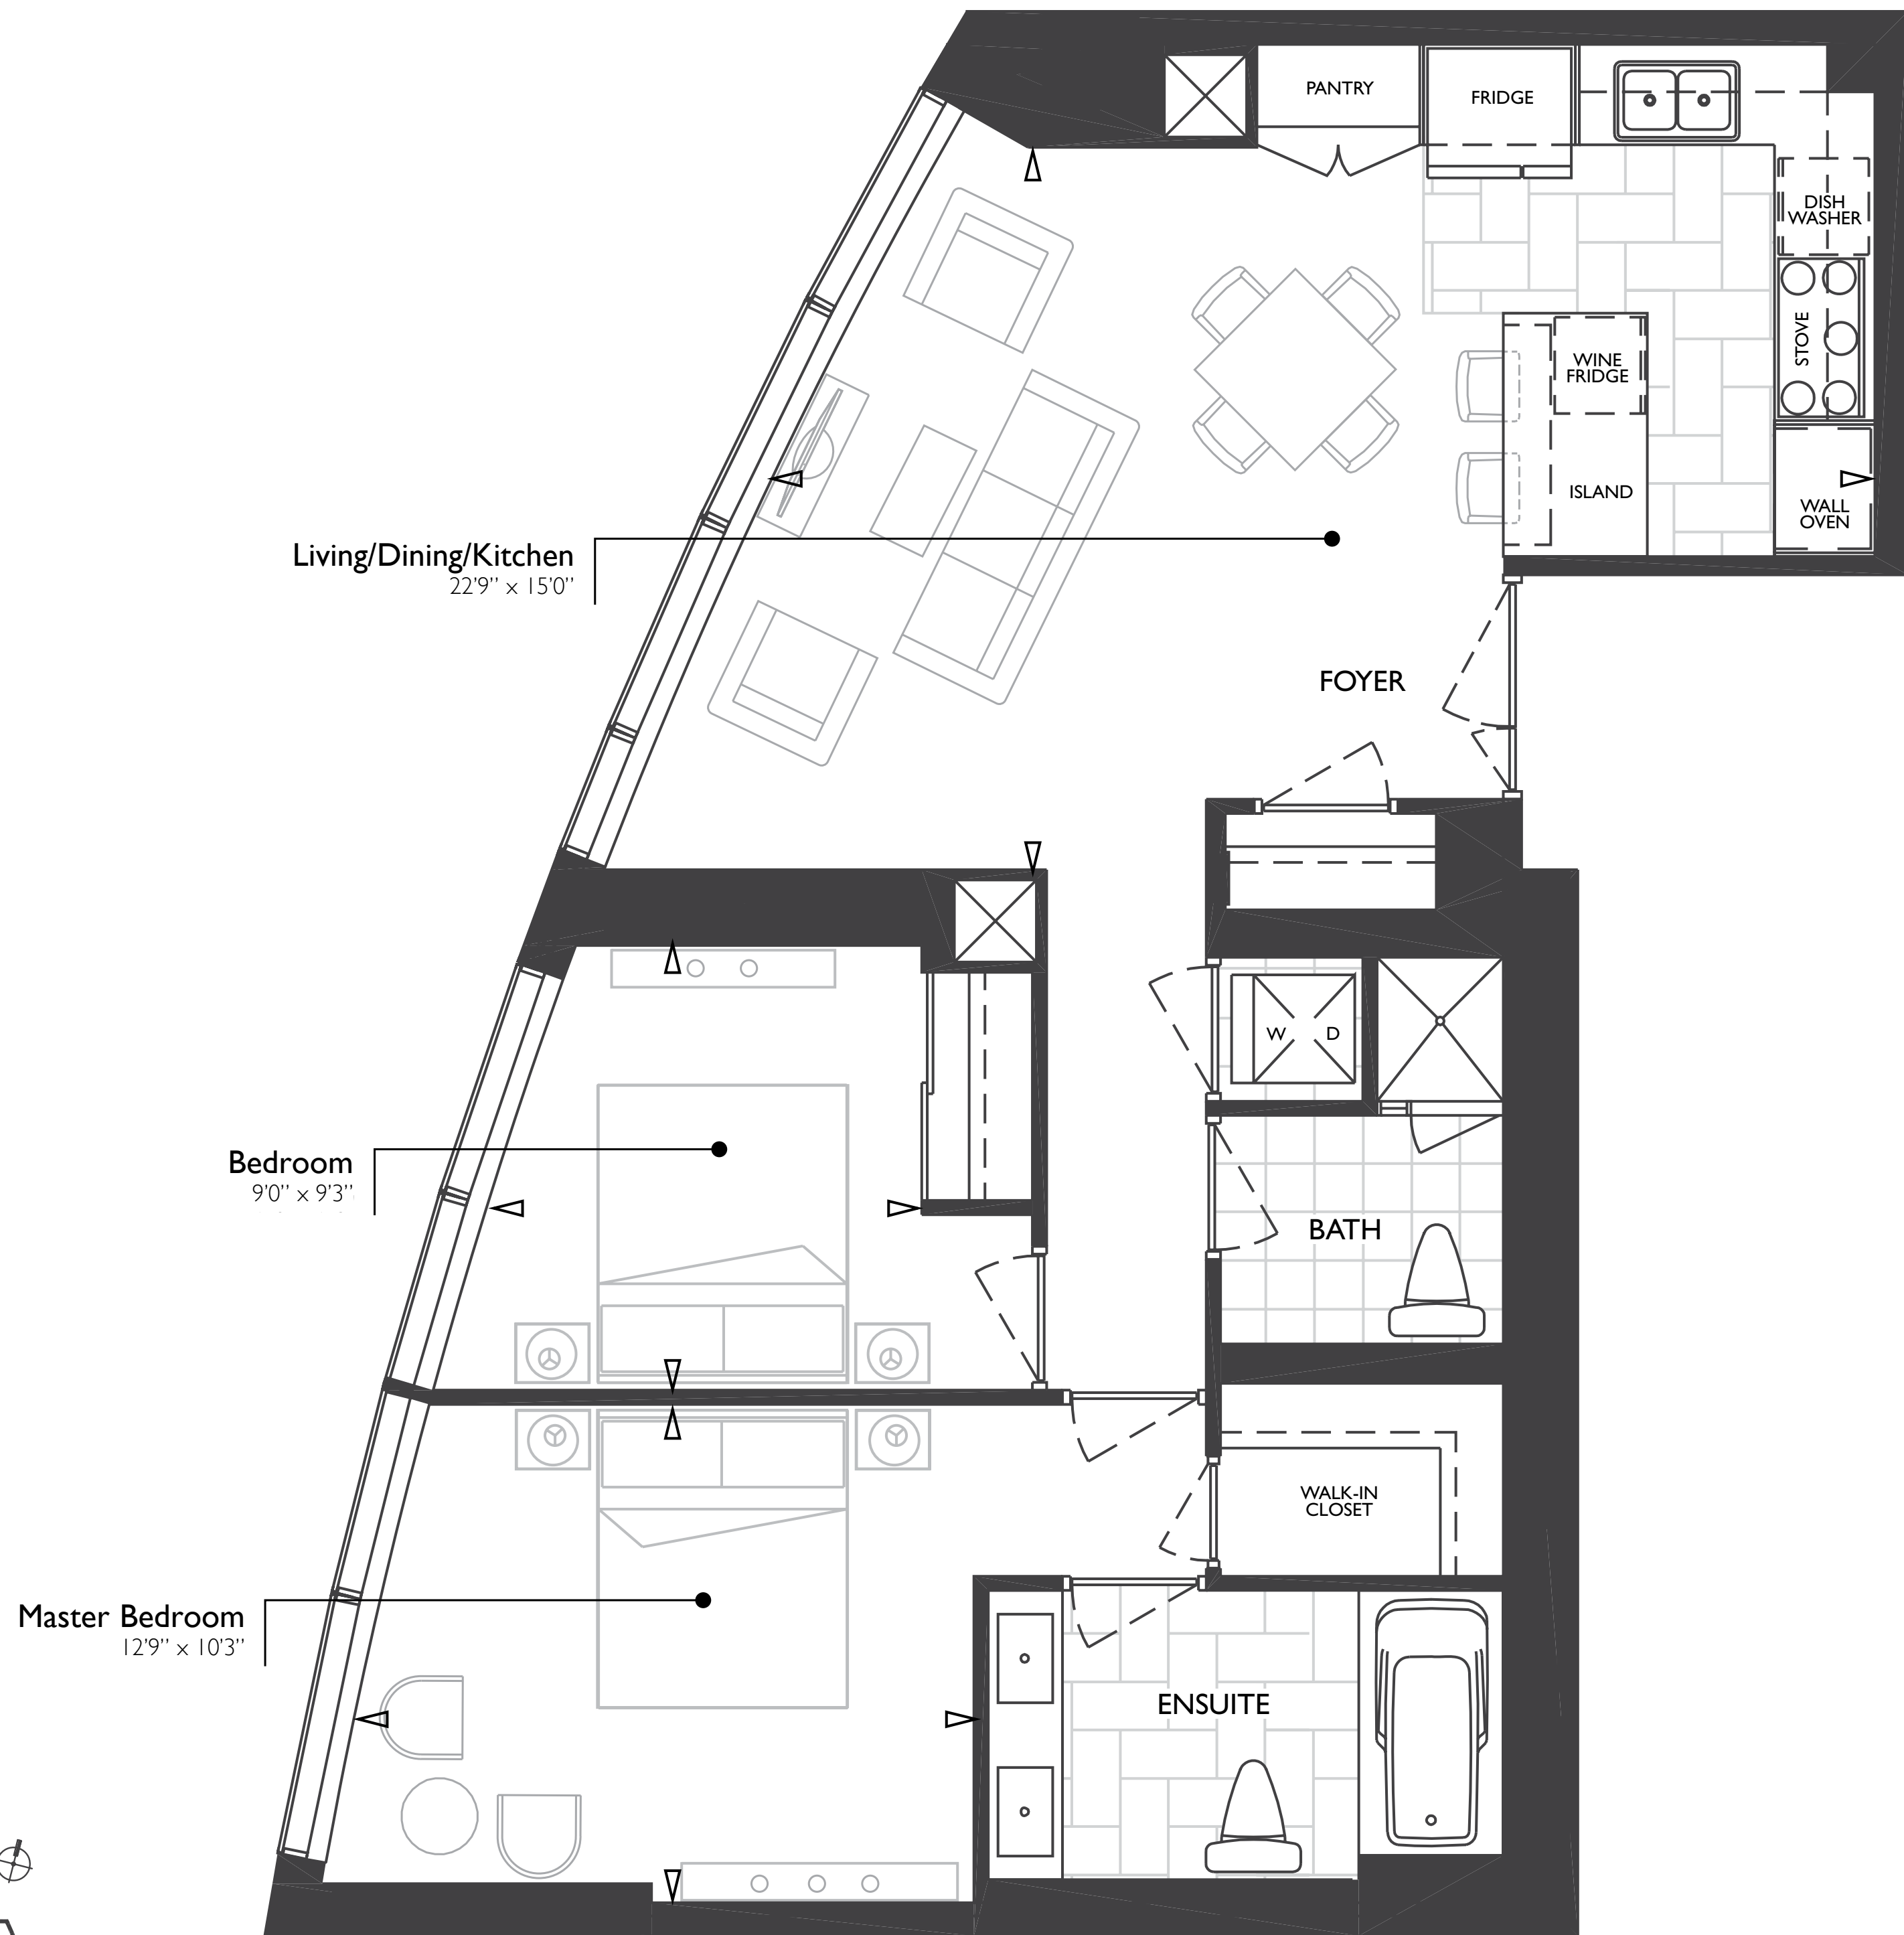 PANTRY
FRIDGE
DISH
WASHER
STOVE
WINE
FRIDGE
ISLAND
WALL
OVEN
Living/Dining/Kitchen
22'9" x 15'0"
FOYER
W D
Bedroom
9'0" x 9'3"
BATH
WALK-IN
CLOSET
Master Bedroom
12'9" x 10'3"
ENSUITE